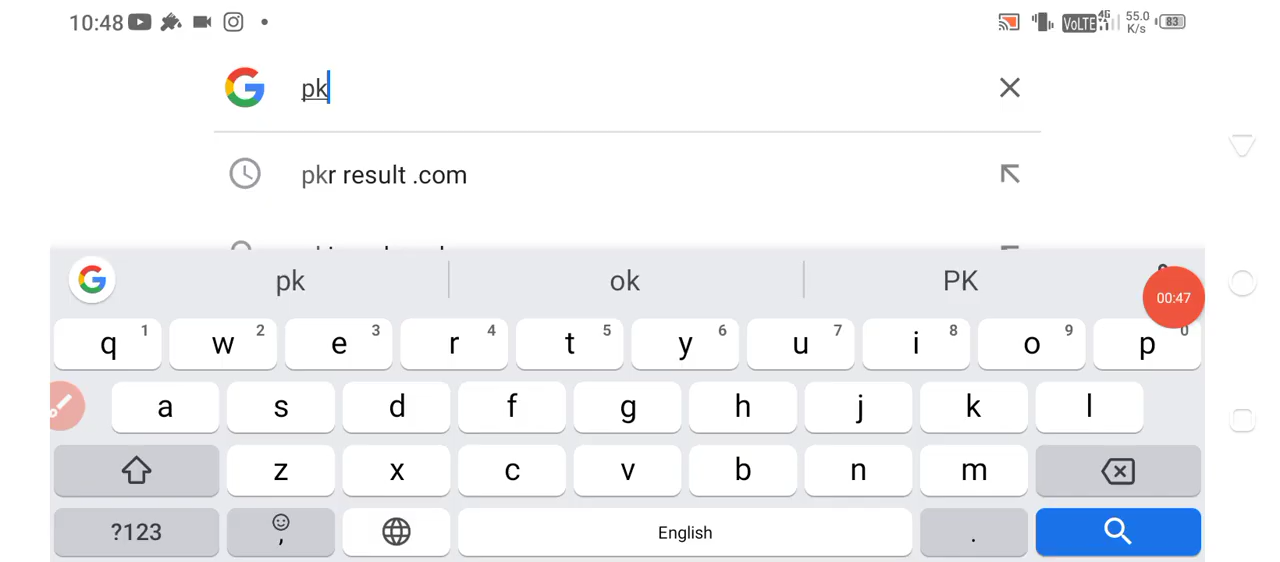 10:48 VoLTE 4G 55.0 K/s 83
pk
pkr result .com
pk ok PK
00:47
q 1 w 2 e 3 r 4 t 5 y 6 u 7 i 8 o 9 p 0
a s d f g h j k l
z x c v b n m
?123 , English .